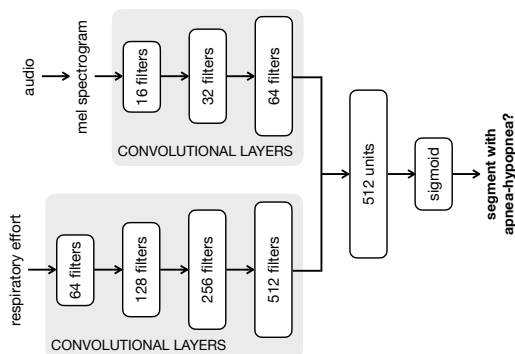 audio
mel spectrogram
16 filters
32 filters
64 filters
CONVOLUTIONAL LAYERS
respiratory effort
64 filters
128 filters
256 filters
512 filters
CONVOLUTIONAL LAYERS
512 units
sigmoid
segment with
apnea-hypopnea?